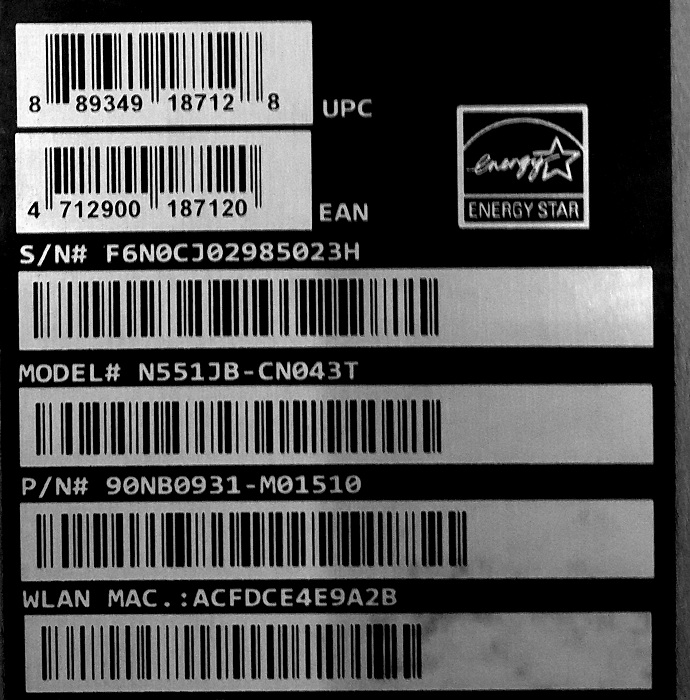 8 89349 18712 8 UPC
energy
ENERGY STAR
4 712900 187120 EAN
S/N# F6N0CJ02985023H
MODEL# N551JB-CN043T
P/N# 90NB0931-M01510
WLAN MAC.:ACFDCE4E9A2B